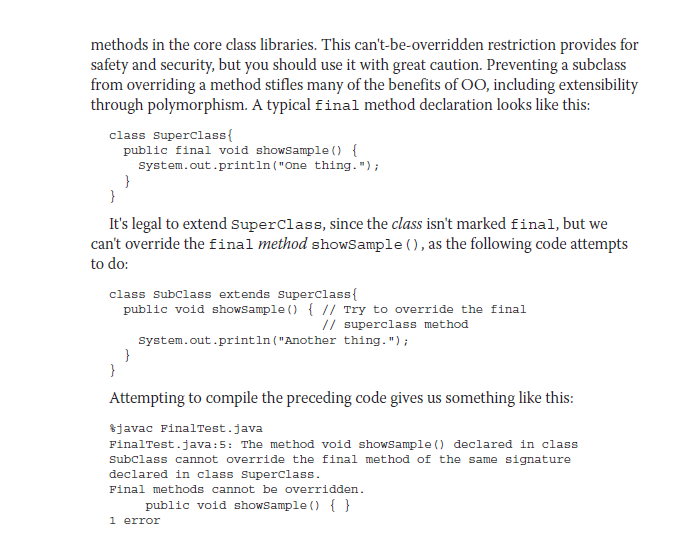 methods in the core class libraries. This can't-be-overridden restriction provides for
safety and security, but you should use it with great caution. Preventing a subclass
from overriding a method stifles many of the benefits of OO, including extensibility
through polymorphism. A typical final method declaration looks like this:
class SuperClass{
public final void showSample() {
System.out.println("One thing.");
}
}
It's legal to extend SuperClass, since the class isn't marked final, but we
can't override the final method showSample(), as the following code attempts
to do:
class SubClass extends SuperClass{
public void showSample() { // Try to override the final
// superclass method
System.out.println("Another thing.");
}
}
Attempting to compile the preceding code gives us something like this:
%javac FinalTest.java
FinalTest.java:5: The method void showSample() declared in class
SubClass cannot override the final method of the same signature
declared in class SuperClass.
Final methods cannot be overridden.
public void showSample() { }
1 error